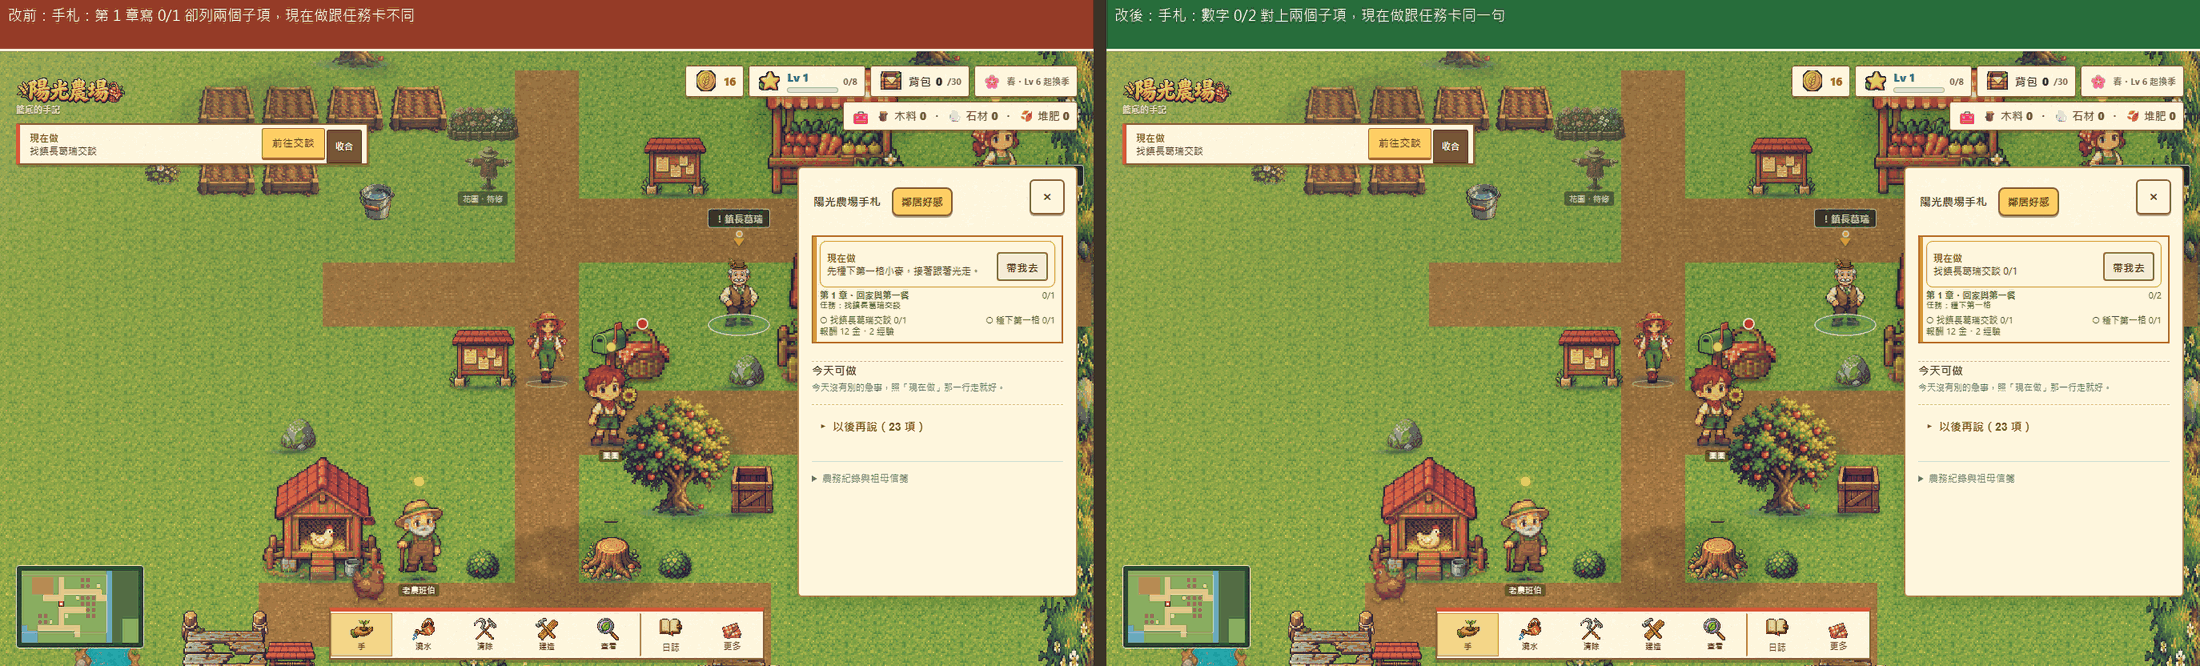 改前：手札：第 1 章寫 0/1 卻列兩個子項，現在做跟任務卡不同
陽光農場
籃底的手記
16
Lv 1
0/8
背包 0 /30
春・Lv 6 起換季
木料 0 ・ 石材 0 ・ 堆肥 0
現在做
找鎮長葛瑞交談
前往交談
收合
花園・待修
！鎮長葛瑞
陽光農場手札
鄰居好感
×
現在做
先種下第一格小麥，接著跟著光走。
帶我去
第 1 章・回家與第一餐
0/1
任務：找鎮長葛瑞交談
○ 找鎮長葛瑞交談 0/1
○ 種下第一格 0/1
報酬 12 金・2 經驗
今天可做
今天沒有別的急事，照「現在做」那一行走就好。
▸ 以後再說（23 項）
▶ 農務紀錄與祖母信箋
老農班伯
手
澆水
清除
建造
查看
日誌
更多
改後：手札：數字 0/2 對上兩個子項，現在做跟任務卡同一句
陽光農場
籃底的手記
16
Lv 1
0/8
背包 0 /30
春・Lv 6 起換季
木料 0 ・ 石材 0 ・ 堆肥 0
現在做
找鎮長葛瑞交談
前往交談
收合
花園・待修
！鎮長葛瑞
陽光農場手札
鄰居好感
×
現在做
找鎮長葛瑞交談 0/1
帶我去
第 1 章・回家與第一餐
0/2
任務：種下第一格
○ 找鎮長葛瑞交談 0/1
○ 種下第一格 0/1
報酬 12 金・2 經驗
今天可做
今天沒有別的急事，照「現在做」那一行走就好。
▸ 以後再說（23 項）
▶ 農務紀錄與祖母信箋
老農班伯
手
澆水
清除
建造
查看
日誌
更多